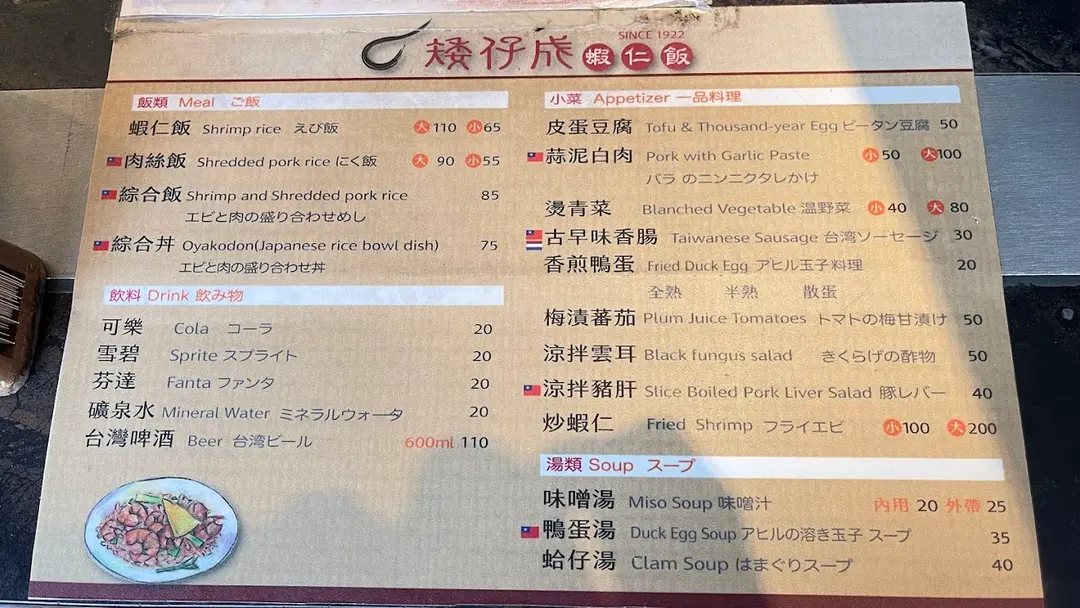 SINCE 1922
矮仔成 蝦仁飯
飯類 Meal ご飯
蝦仁飯 Shrimp rice えび飯 大 110 小 65
肉絲飯 Shredded pork rice にく飯 大 90 小 55
綜合飯 Shrimp and Shredded pork rice 85
エビと肉の盛り合わせめし
綜合丼 Oyakodon(Japanese rice bowl dish) 75
エビと肉の盛り合わせ丼
飲料 Drink 飲み物
可樂 Cola コーラ 20
雪碧 Sprite スプライト 20
芬達 Fanta ファンタ 20
礦泉水 Mineral Water ミネラルウォータ 20
台灣啤酒 Beer 台湾ビール 600ml 110
小菜 Appetizer 一品料理
皮蛋豆腐 Tofu & Thousand-year Egg ピータン豆腐 50
蒜泥白肉 Pork with Garlic Paste 小 50 大 100
バラ のニンニクタレかけ
燙青菜 Blanched Vegetable 温野菜 小 40 大 80
古早味香腸 Taiwanese Sausage 台湾ソーセージ 30
香煎鴨蛋 Fried Duck Egg アヒル玉子料理 20
全熟 半熟 散蛋
梅漬蕃茄 Plum Juice Tomatoes トマトの梅甘漬け 50
涼拌雲耳 Black fungus salad きくらげの酢物 50
涼拌豬肝 Slice Boiled Pork Liver Salad 豚レバー 40
炒蝦仁 Fried Shrimp フライエビ 小 100 大 200
湯類 Soup スープ
味噌湯 Miso Soup 味噌汁 內用 20 外帶 25
鴨蛋湯 Duck Egg Soup アヒルの溶き玉子 スープ 35
蛤仔湯 Clam Soup はまぐりスープ 40